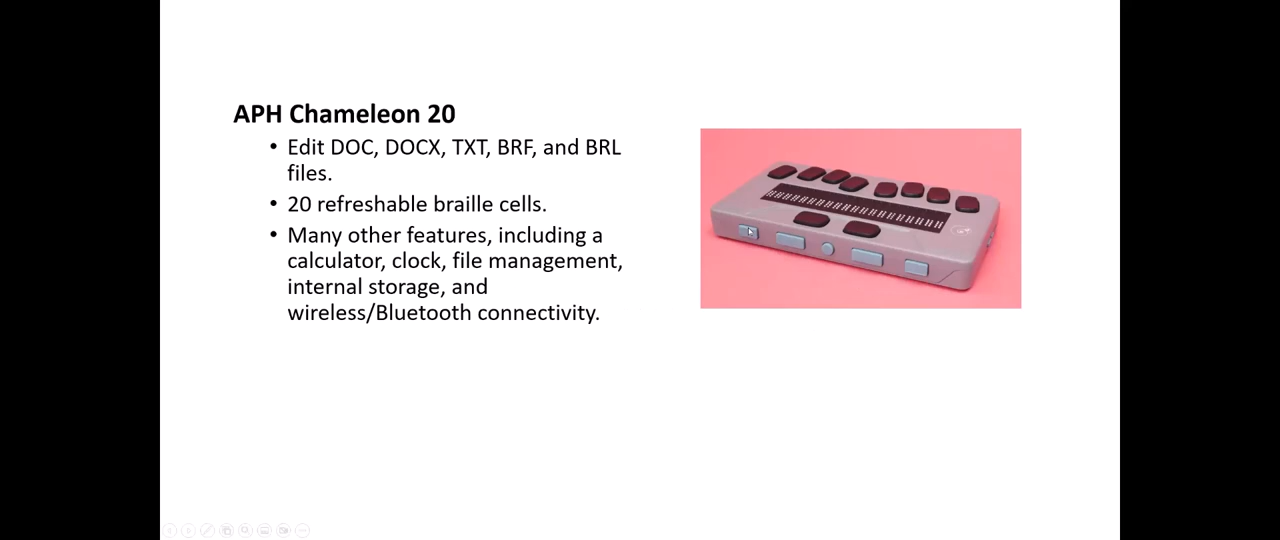 APH Chameleon 20
• Edit DOC, DOCX, TXT, BRF, and BRL
files.
• 20 refreshable braille cells.
• Many other features, including a
calculator, clock, file management,
internal storage, and
wireless/Bluetooth connectivity.